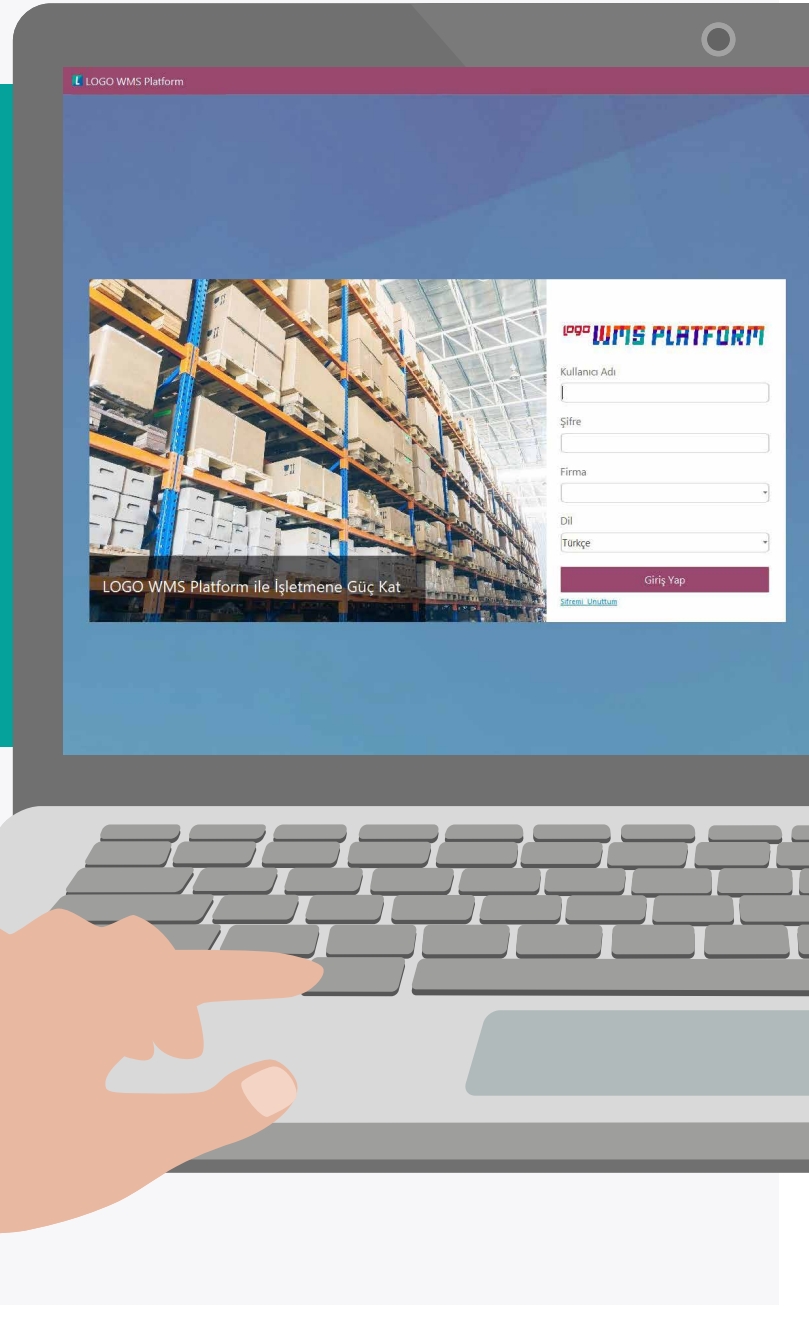 LOGO WMS Platform
LOGO WMS PLATFORM
Kullanıcı Adı
Şifre
Firma
Dil
Türkçe
Giriş Yap
Şifremi Unuttum
LOGO WMS Platform ile İşletmene Güç Kat